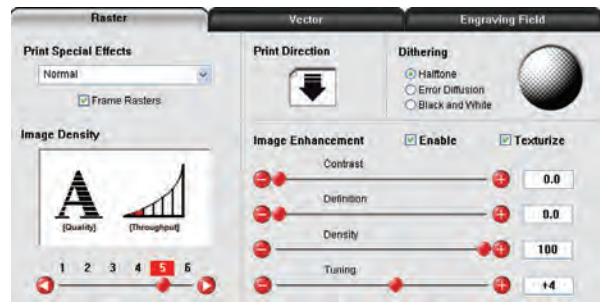 Raster Vector Engraving Field
Print Special Effects
Normal
Frame Rasters
Image Density
A
[Quality] [Throughput]
1 2 3 4 5 6
Print Direction
Dithering
Halftone
Error Diffusion
Black and White
Image Enhancement Enable Texturize
Contrast
0.0
Definition
0.0
Density
100
Tuning
+4